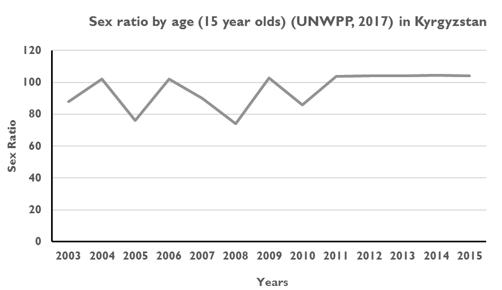 Sex ratio by age (15 year olds) (UNWPP, 2017) in Kyrgyzstan
120
100
80
60
40
20
0
Sex Ratio
2003 2004 2005 2006 2007 2008 2009 2010 2011 2012 2013 2014 2015
Years